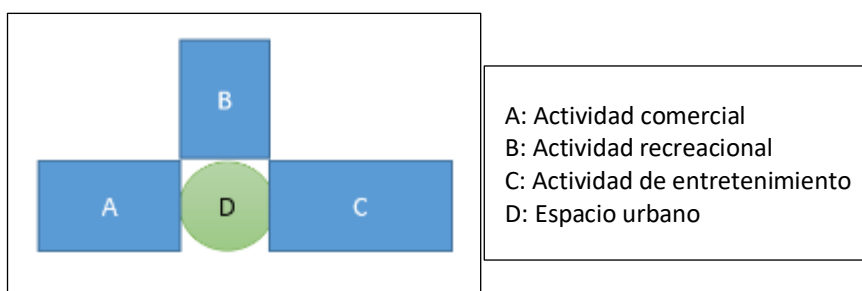 B
A
D
C
A: Actividad comercial
B: Actividad recreacional
C: Actividad de entretenimiento
D: Espacio urbano